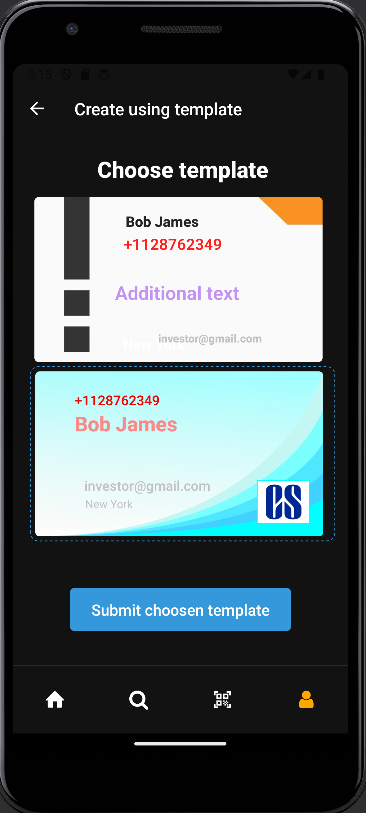 3:15
Create using template
Choose template
Bob James
+1128762349
Additional text
investor@gmail.com
New York
+1128762349
Bob James
investor@gmail.com
New York
CS
Submit choosen template